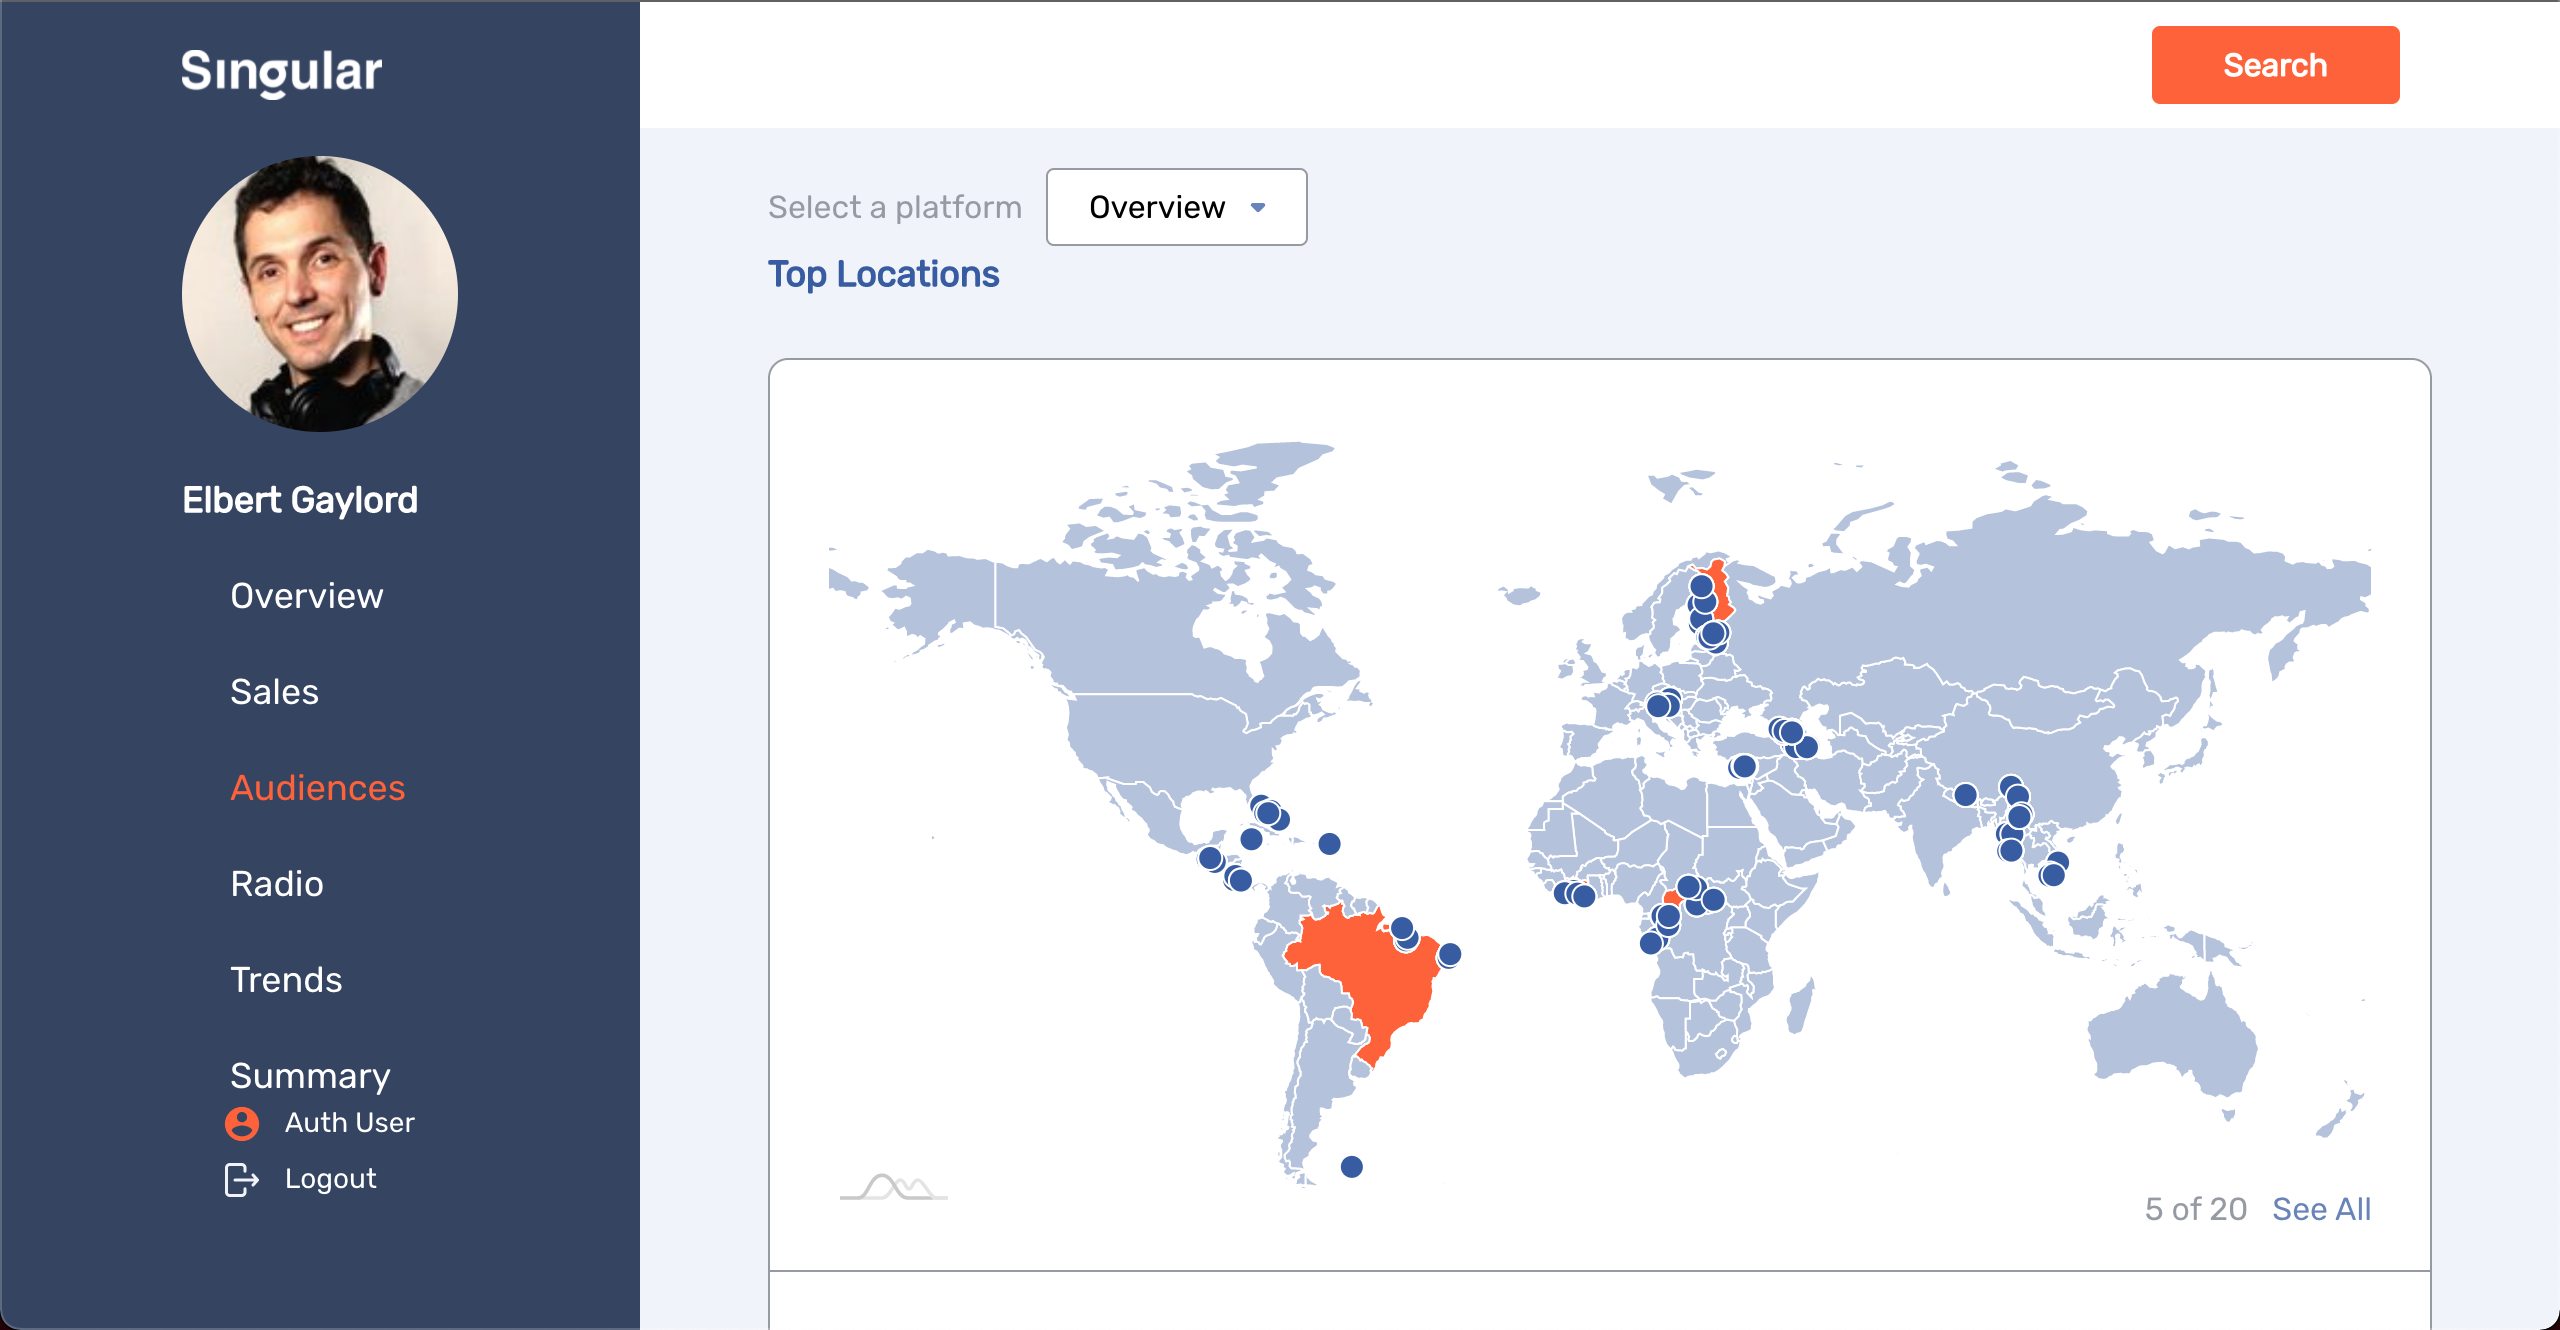 Singular
Search
Select a platform
Overview
Top Locations
Elbert Gaylord
Overview
Sales
Audiences
Radio
Trends
Summary
Auth User
Logout
5 of 20 See All